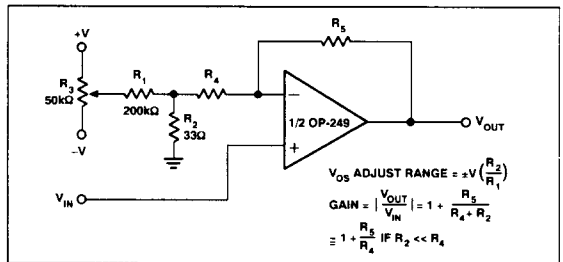 +V
R3
50kΩ
−V
R1
200kΩ
R2
33Ω
R4
R5
−
+
1/2 OP-249
VOUT
VIN
VOS ADJUST RANGE = ±V (R2/R1)
GAIN = |VOUT/VIN| = 1 + R5/(R4 + R2)
≅ 1 + R5/R4 IF R2 << R4